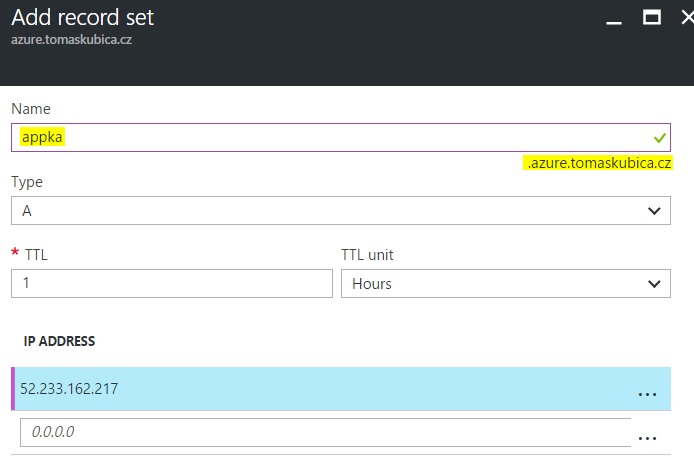 Add record set
azure.tomaskubica.cz
Name
appka
.azure.tomaskubica.cz
Type
A
* TTL
TTL unit
1
Hours
IP ADDRESS
52.233.162.217
...
0.0.0.0
...